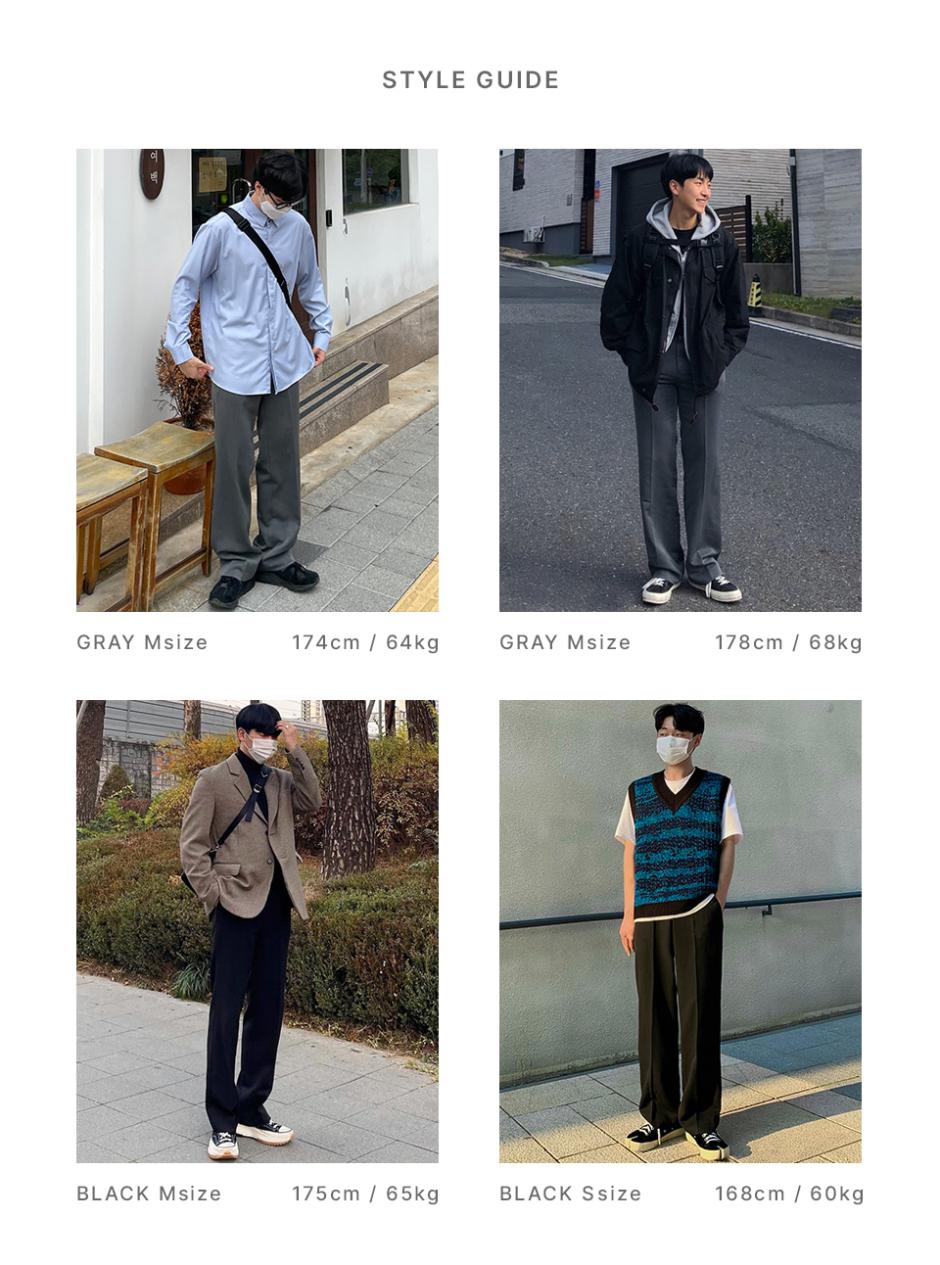 STYLE GUIDE
GRAY Msize 174cm / 64kg
GRAY Msize 178cm / 68kg
BLACK Msize 175cm / 65kg
BLACK Ssize 168cm / 60kg